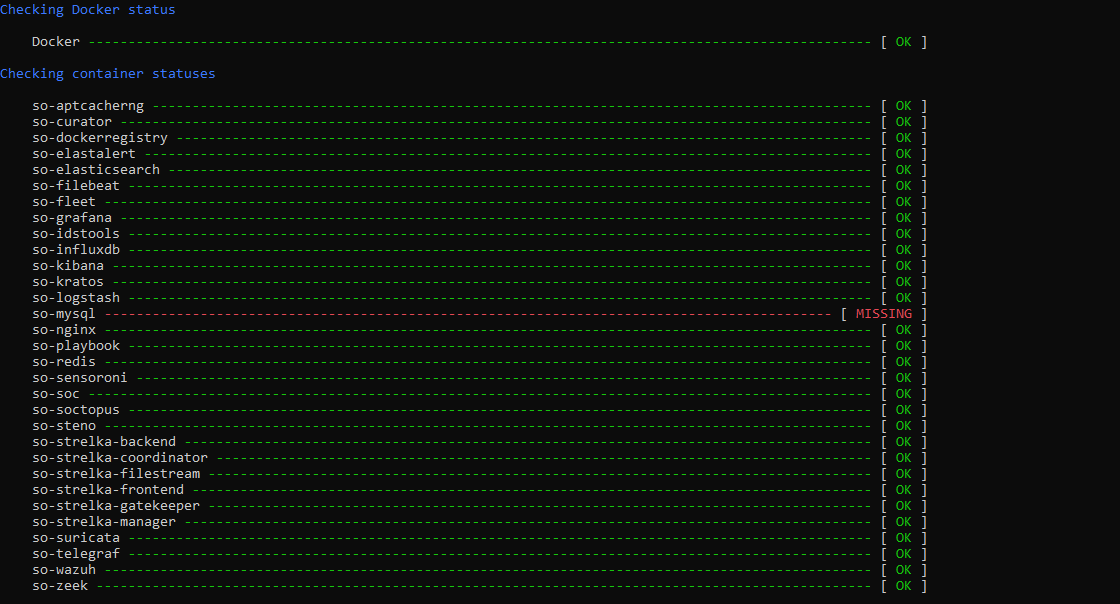 Checking Docker status
Docker -------------------------------------------------------------------------------------------------- [ OK ]
Checking container statuses
so-aptcacherng ------------------------------------------------------------------------------------------ [ OK ]
so-curator ---------------------------------------------------------------------------------------------- [ OK ]
so-dockerregistry --------------------------------------------------------------------------------------- [ OK ]
so-elastalert ------------------------------------------------------------------------------------------- [ OK ]
so-elasticsearch ---------------------------------------------------------------------------------------- [ OK ]
so-filebeat --------------------------------------------------------------------------------------------- [ OK ]
so-fleet ------------------------------------------------------------------------------------------------ [ OK ]
so-grafana ---------------------------------------------------------------------------------------------- [ OK ]
so-idstools --------------------------------------------------------------------------------------------- [ OK ]
so-influxdb --------------------------------------------------------------------------------------------- [ OK ]
so-kibana ----------------------------------------------------------------------------------------------- [ OK ]
so-kratos ----------------------------------------------------------------------------------------------- [ OK ]
so-logstash --------------------------------------------------------------------------------------------- [ OK ]
so-mysql ------------------------------------------------------------------------------------------- [ MISSING ]
so-nginx ------------------------------------------------------------------------------------------------ [ OK ]
so-playbook --------------------------------------------------------------------------------------------- [ OK ]
so-redis ------------------------------------------------------------------------------------------------ [ OK ]
so-sensoroni -------------------------------------------------------------------------------------------- [ OK ]
so-soc -------------------------------------------------------------------------------------------------- [ OK ]
so-soctopus --------------------------------------------------------------------------------------------- [ OK ]
so-steno ------------------------------------------------------------------------------------------------ [ OK ]
so-strelka-backend -------------------------------------------------------------------------------------- [ OK ]
so-strelka-coordinator ---------------------------------------------------------------------------------- [ OK ]
so-strelka-filestream ----------------------------------------------------------------------------------- [ OK ]
so-strelka-frontend ------------------------------------------------------------------------------------- [ OK ]
so-strelka-gatekeeper ----------------------------------------------------------------------------------- [ OK ]
so-strelka-manager -------------------------------------------------------------------------------------- [ OK ]
so-suricata --------------------------------------------------------------------------------------------- [ OK ]
so-telegraf --------------------------------------------------------------------------------------------- [ OK ]
so-wazuh ------------------------------------------------------------------------------------------------ [ OK ]
so-zeek ------------------------------------------------------------------------------------------------- [ OK ]